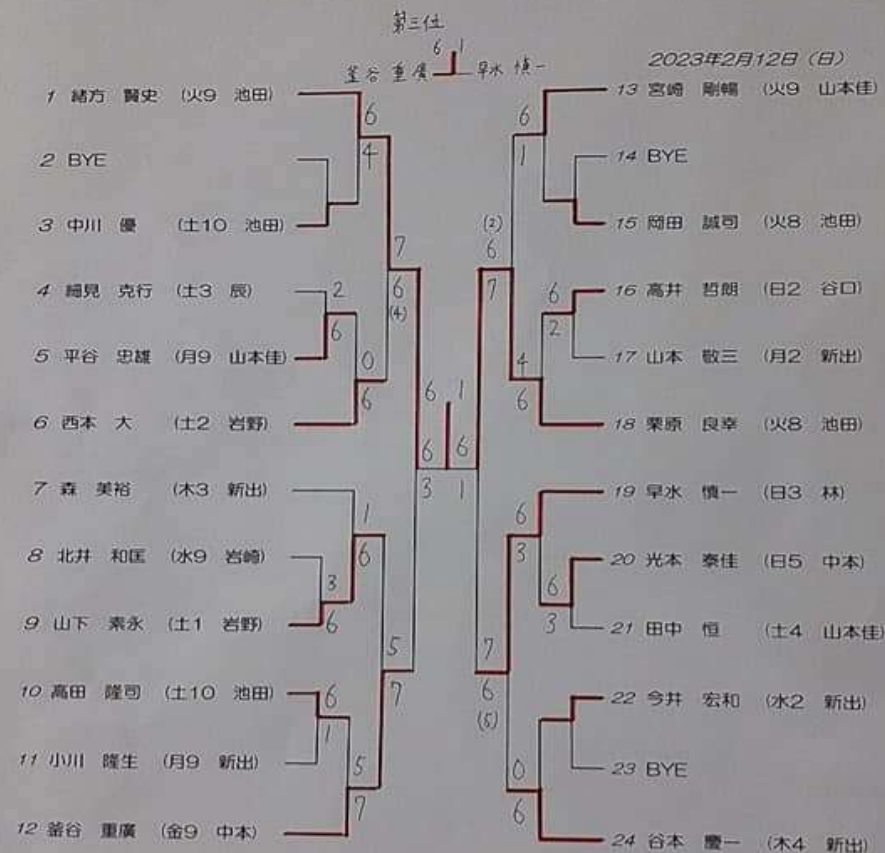 第三位
6 1
釜谷 重廣 早水 慎一
2023年2月12日(日)
1 緒方 賢史 (火9 池田)
2 BYE
3 中川 優 (土10 池田)
4 細見 克行 (土3 辰)
5 平谷 忠雄 (月9 山本佳)
6 西本 大 (土2 岩野)
7 森 美裕 (木3 新出)
8 北井 和匡 (水9 岩崎)
9 山下 素永 (土1 岩野)
10 高田 隆司 (土10 池田)
11 小川 隆生 (月9 新出)
12 釜谷 重廣 (金9 中本)
6
4
2
6
0
6
7
6
(4)
3
6
1
6
6
1
5
7
5
7
6 1
6 6
3 1
(2)
6
7
7
6
(5)
6
1
6
2
4
6
6
3
6
3
0
6
13 宮崎 剛暢 (火9 山本佳)
14 BYE
15 岡田 誠司 (火8 池田)
16 高井 哲朗 (日2 谷口)
17 山本 敬三 (月2 新出)
18 栗原 良幸 (火8 池田)
19 早水 慎一 (日3 林)
20 光本 泰佳 (日5 中本)
21 田中 恒 (土4 山本佳)
22 今井 宏和 (水2 新出)
23 BYE
24 谷本 慶一 (木4 新出)